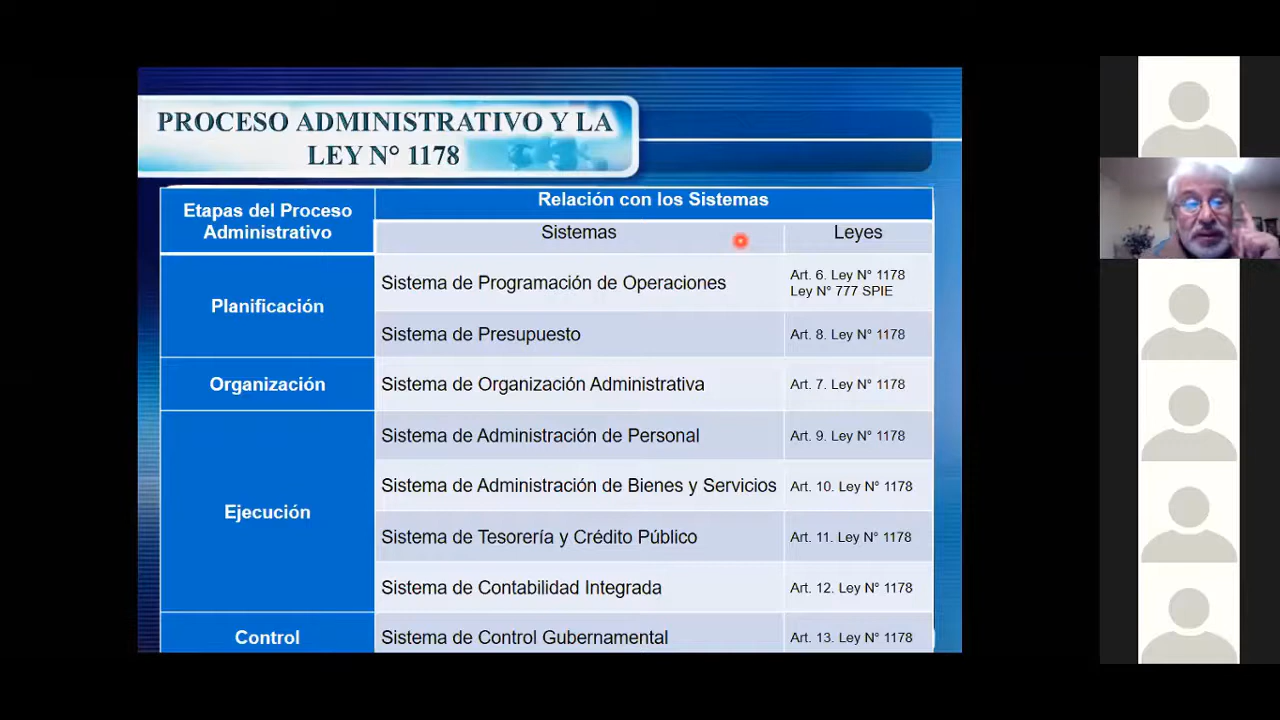 PROCESO ADMINISTRATIVO Y LA
LEY N° 1178
Etapas del Proceso
Administrativo
Relación con los Sistemas
Sistemas
Leyes
Planificación
Sistema de Programación de Operaciones
Art. 6. Ley N° 1178
Ley N° 777 SPIE
Sistema de Presupuesto
Art. 8. Ley N° 1178
Organización
Sistema de Organización Administrativa
Art. 7. Ley N° 1178
Ejecución
Sistema de Administración de Personal
Art. 9. Ley N° 1178
Sistema de Administración de Bienes y Servicios
Art. 10. Ley N° 1178
Sistema de Tesorería y Crédito Público
Art. 11. Ley N° 1178
Sistema de Contabilidad Integrada
Art. 12. Ley N° 1178
Control
Sistema de Control Gubernamental
Art. 13. Ley N° 1178